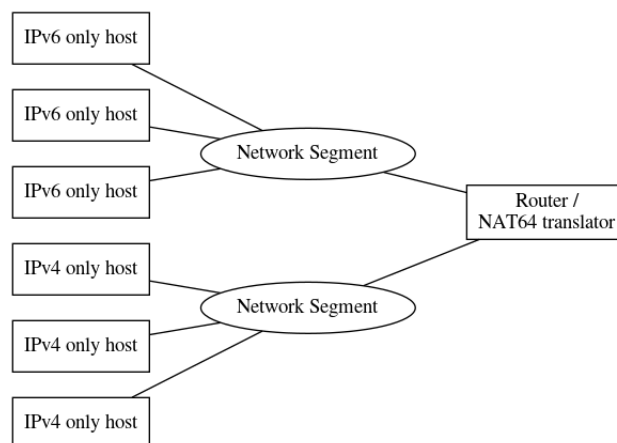 IPv6 only host
IPv6 only host
Network Segment
IPv6 only host
Router /
NAT64 translator
IPv4 only host
Network Segment
IPv4 only host
IPv4 only host